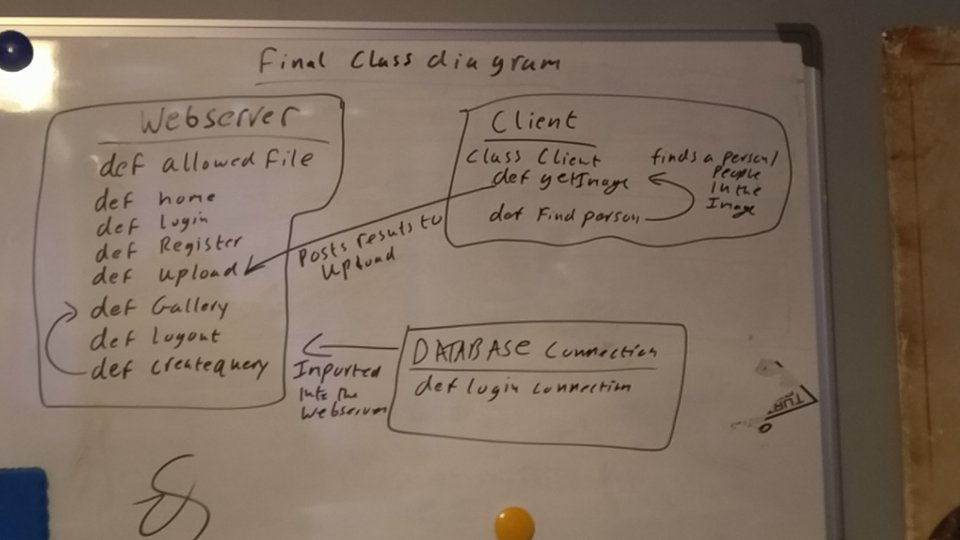 Final Class diagram
Webserver
def allowed File
def home
def login
def Register
def upload
def Gallery
def logout
def createquery
Client
Class Client
def getImage
def Find person
finds a person/
People
In the
Image
Posts resuts to
Upload
DATABASE Connection
def login connection
Imported
Into the
Webserver